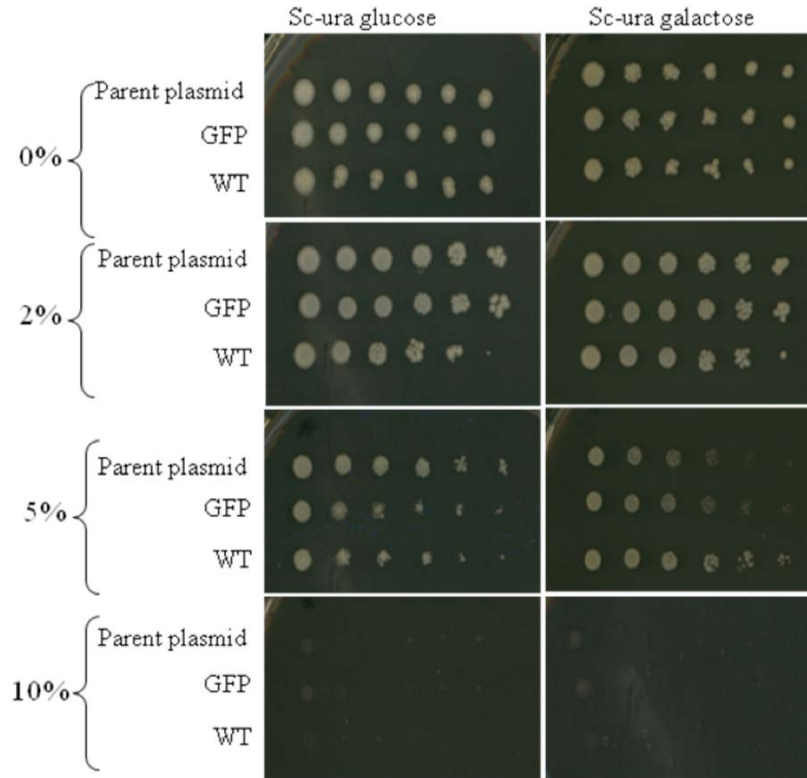 Sc-ura glucose
Sc-ura galactose
0%
Parent plasmid
GFP
WT
2%
Parent plasmid
GFP
WT
5%
Parent plasmid
GFP
WT
10%
Parent plasmid
GFP
WT